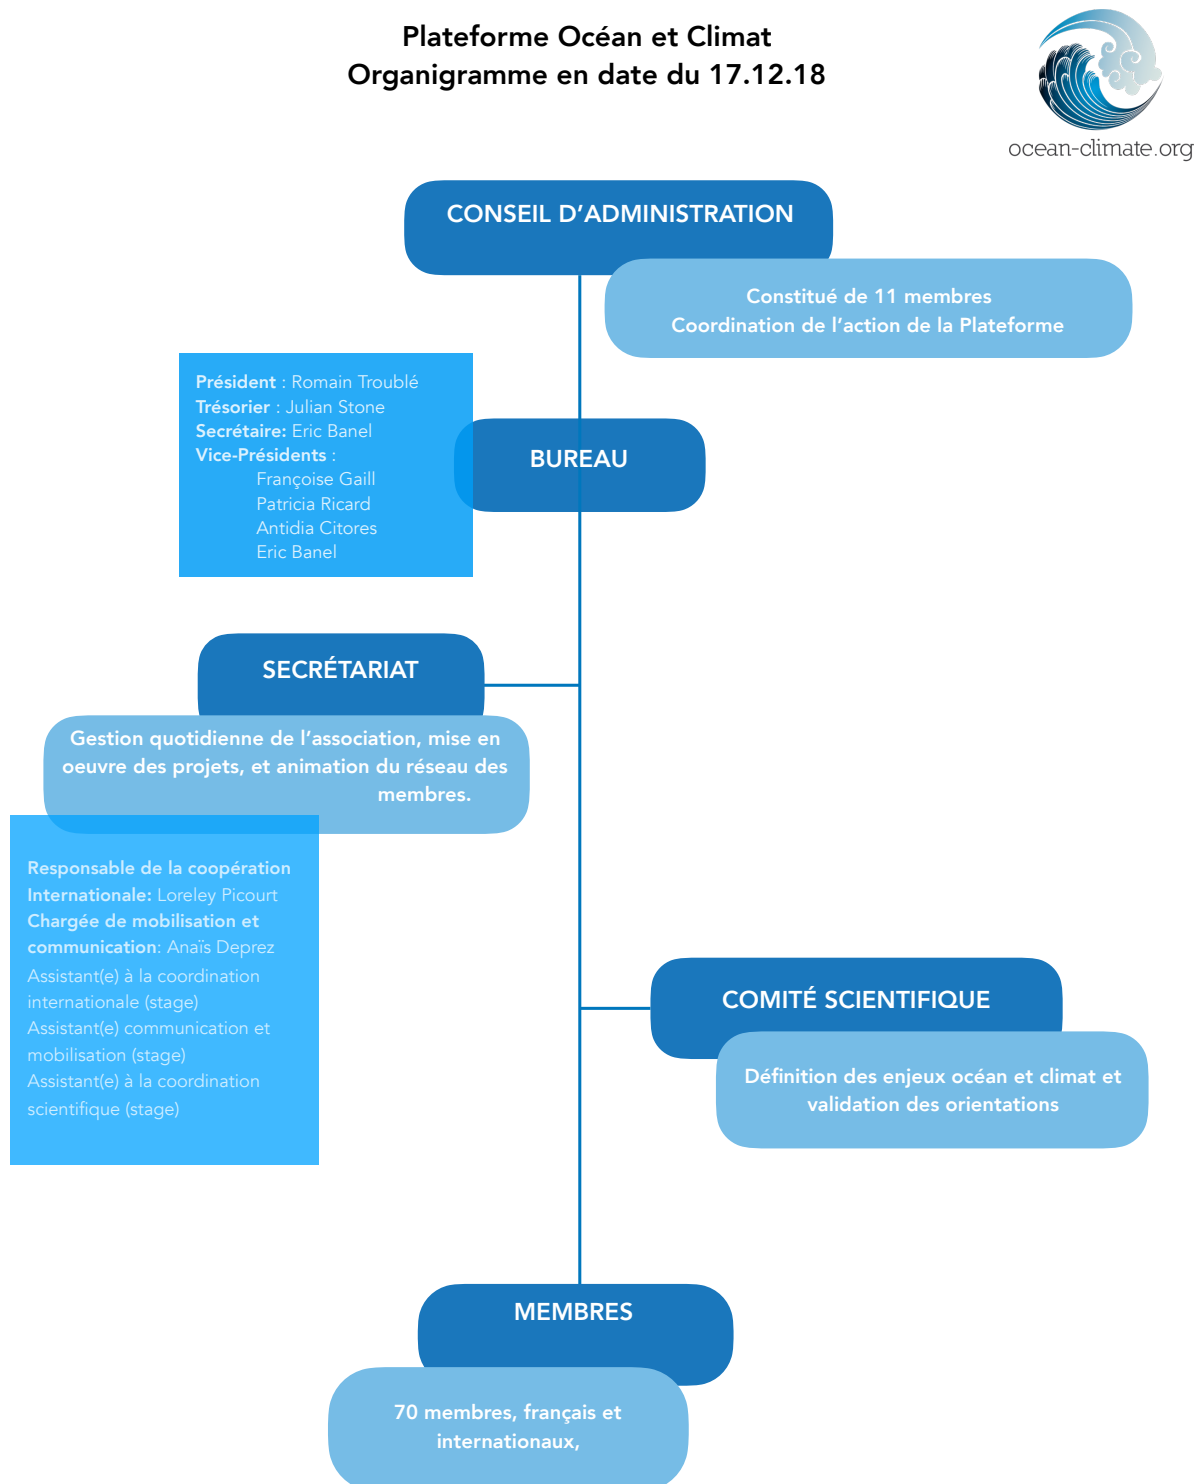 Plateforme Océan et Climat
Organigramme en date du 17.12.18
ocean-climate.org
CONSEIL D’ADMINISTRATION
Constitué de 11 membres
Coordination de l’action de la Plateforme
Président : Romain Troublé
Trésorier : Julian Stone
Secrétaire: Eric Banel
Vice-Présidents :
Françoise Gaill
Patricia Ricard
Antidia Citores
Eric Banel
BUREAU
SECRÉTARIAT
Gestion quotidienne de l’association, mise en
oeuvre des projets, et animation du réseau des
membres.
Responsable de la coopération
Internationale: Loreley Picourt
Chargée de mobilisation et
communication: Anaïs Deprez
Assistant(e) à la coordination
internationale (stage)
Assistant(e) communication et
mobilisation (stage)
Assistant(e) à la coordination
scientifique (stage)
COMITÉ SCIENTIFIQUE
Définition des enjeux océan et climat et
validation des orientations
MEMBRES
70 membres, français et
internationaux,